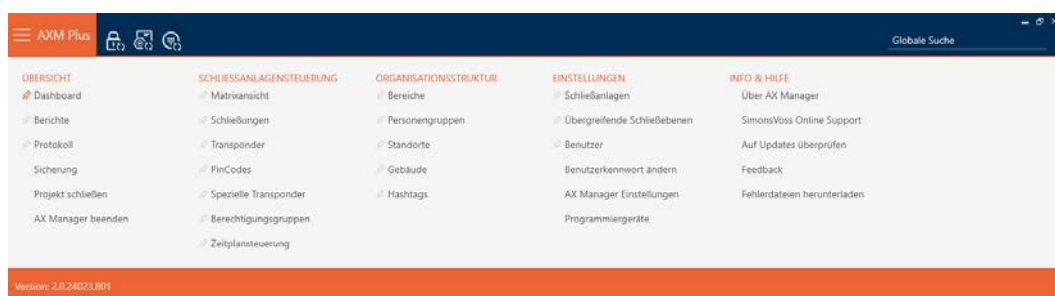 AXM Plus
Globale Suche
ÜBERSICHT
Dashboard
Berichte
Protokoll
Sicherung
Projekt schließen
AX Manager beenden
SCHLIESSANLAGENSTEUERUNG
Matrixansicht
Schließungen
Transponder
PinCodes
Spezielle Transponder
Berechtigungsgruppen
Zeitplansteuerung
ORGANISATIONSSTRUKTUR
Bereiche
Personengruppen
Standorte
Gebäude
Hashtags
EINSTELLUNGEN
Schließanlagen
Übergreifende Schließebenen
Benutzer
Benutzerkennwort ändern
AX Manager Einstellungen
Programmiergeräte
INFO & HILFE
Über AX Manager
SimonsVoss Online Support
Auf Updates überprüfen
Feedback
Fehlerdateien herunterladen
Version: 2.0.24023.801